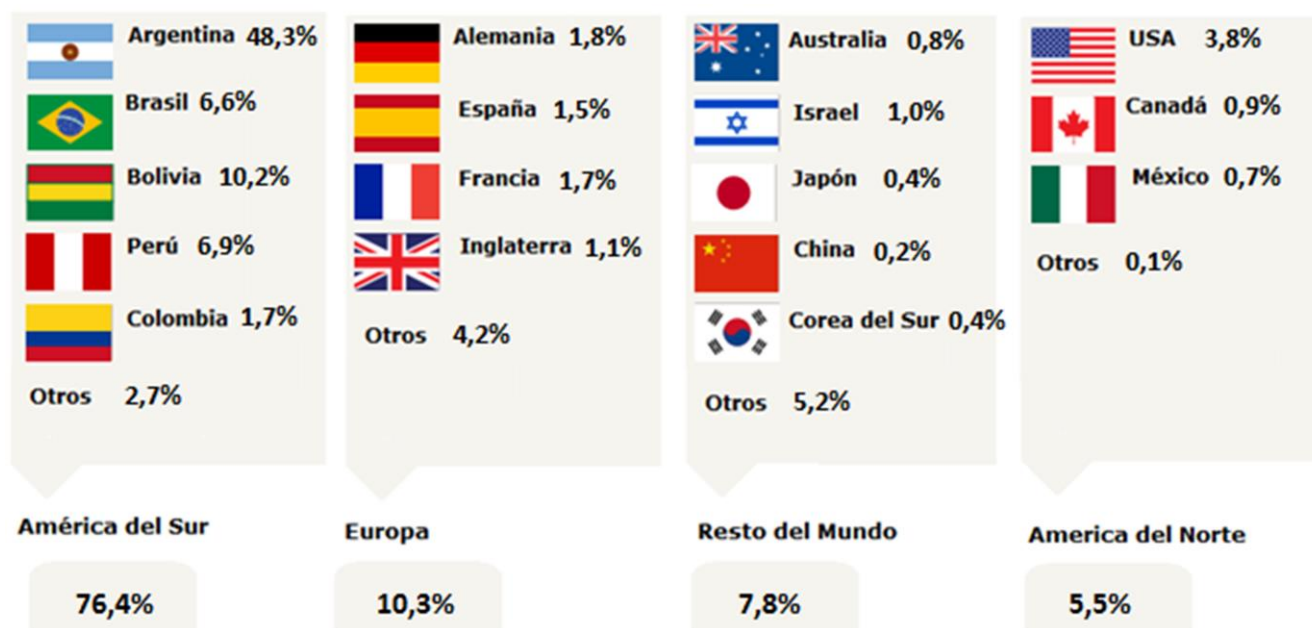 Argentina 48,3%
Brasil 6,6%
Bolivia 10,2%
Perú 6,9%
Colombia 1,7%
Otros 2,7%
América del Sur
76,4%
Alemania 1,8%
España 1,5%
Francia 1,7%
Inglaterra 1,1%
Otros 4,2%
Europa
10,3%
Australia 0,8%
Israel 1,0%
Japón 0,4%
China 0,2%
Corea del Sur 0,4%
Otros 5,2%
Resto del Mundo
7,8%
USA 3,8%
Canadá 0,9%
México 0,7%
Otros 0,1%
America del Norte
5,5%